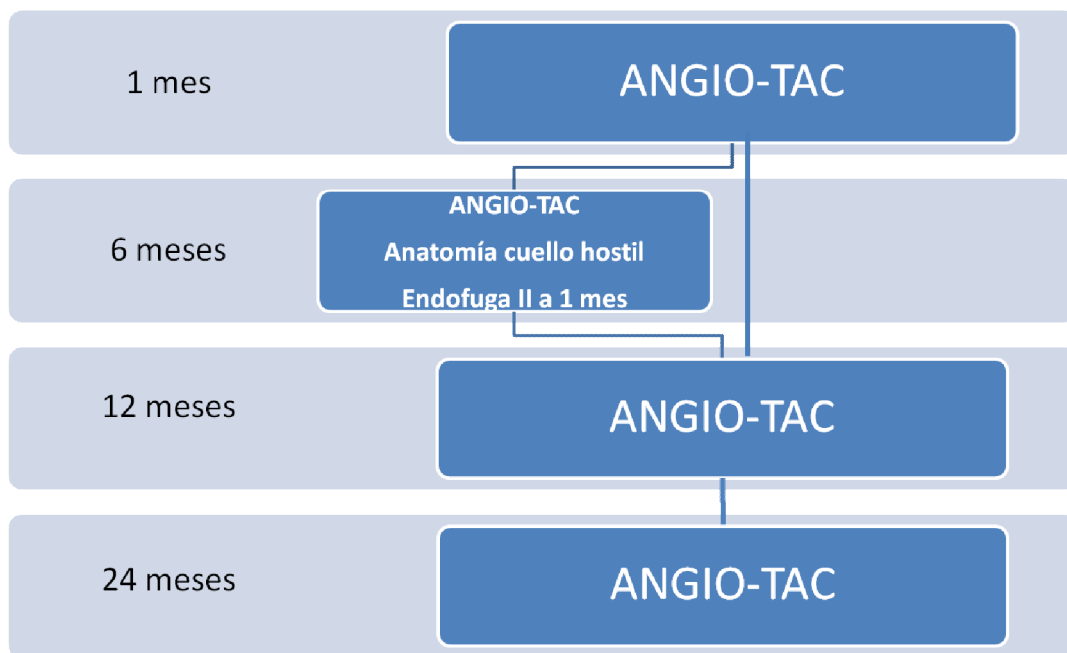 1 mes
ANGIO-TAC
6 meses
ANGIO-TAC
Anatomía cuello hostil
Endofuga II a 1 mes
12 meses
ANGIO-TAC
24 meses
ANGIO-TAC